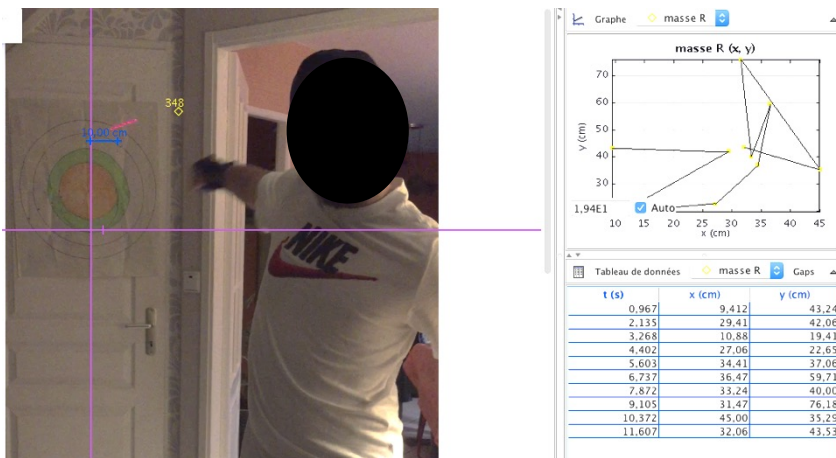 348
10,00 cm
NIKE
Graphe masse R
masse R (x, y)
y (cm)
70
60
50
40
30
1,94E1
Auto
10 15 20 25 30 35 40 45
x (cm)
Tableau de données masse R Gaps
t (s) x (cm) y (cm)
0,967 9,412 43,24
2,135 29,41 42,06
3,268 10,88 19,41
4,402 27,06 22,65
5,603 34,41 37,06
6,737 36,47 59,71
7,872 33,24 40,00
9,105 31,47 76,18
10,372 45,00 35,29
11,607 32,06 43,53